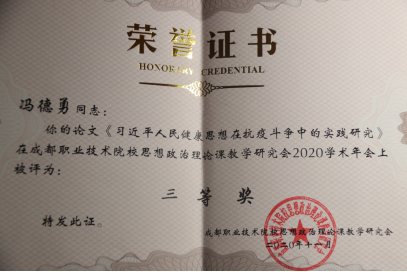 荣誉证书
HONORARY CREDENTIAL
冯德勇 同志：
你的论文《习近平人民健康思想在抗疫斗争中的实践研究》
在成都职业技术院校思想政治理论课教学研究会2020学术年会上
被评为：
三等奖
特发此证。
成都职业技术院校思想政治理论课教学研究会
二〇二〇年十一月